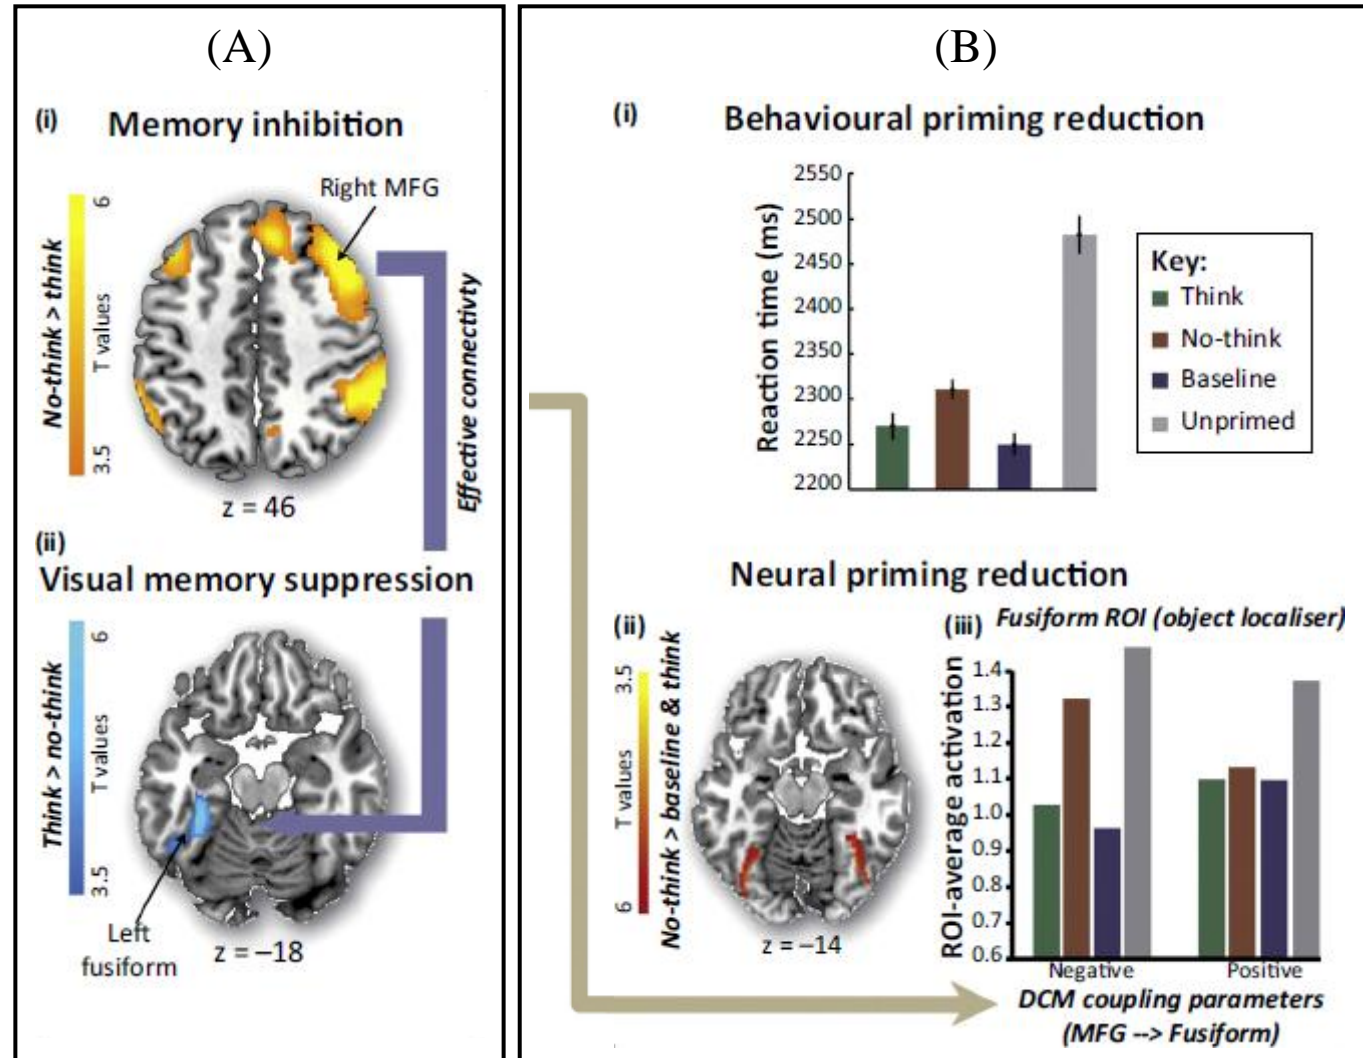 (A)
(i) Memory inhibition
Right MFG
No-think > think
T values
6
3.5
z = 46
Effective connectivty
(ii)
Visual memory suppression
Think > no-think
T values
6
3.5
Left
fusiform
z = –18
(B)
(i) Behavioural priming reduction
Reaction time (ms)
2550
2500
2450
2400
2350
2300
2250
2200
Key:
Think
No-think
Baseline
Unprimed
Neural priming reduction
(ii)
No-think > baseline & think
T values
3.5
6
z = –14
(iii) Fusiform ROI (object localiser)
ROI-average activation
1.4
1.3
1.2
1.1
1.0
0.9
0.8
0.7
0.6
Negative Positive
DCM coupling parameters
(MFG --> Fusiform)